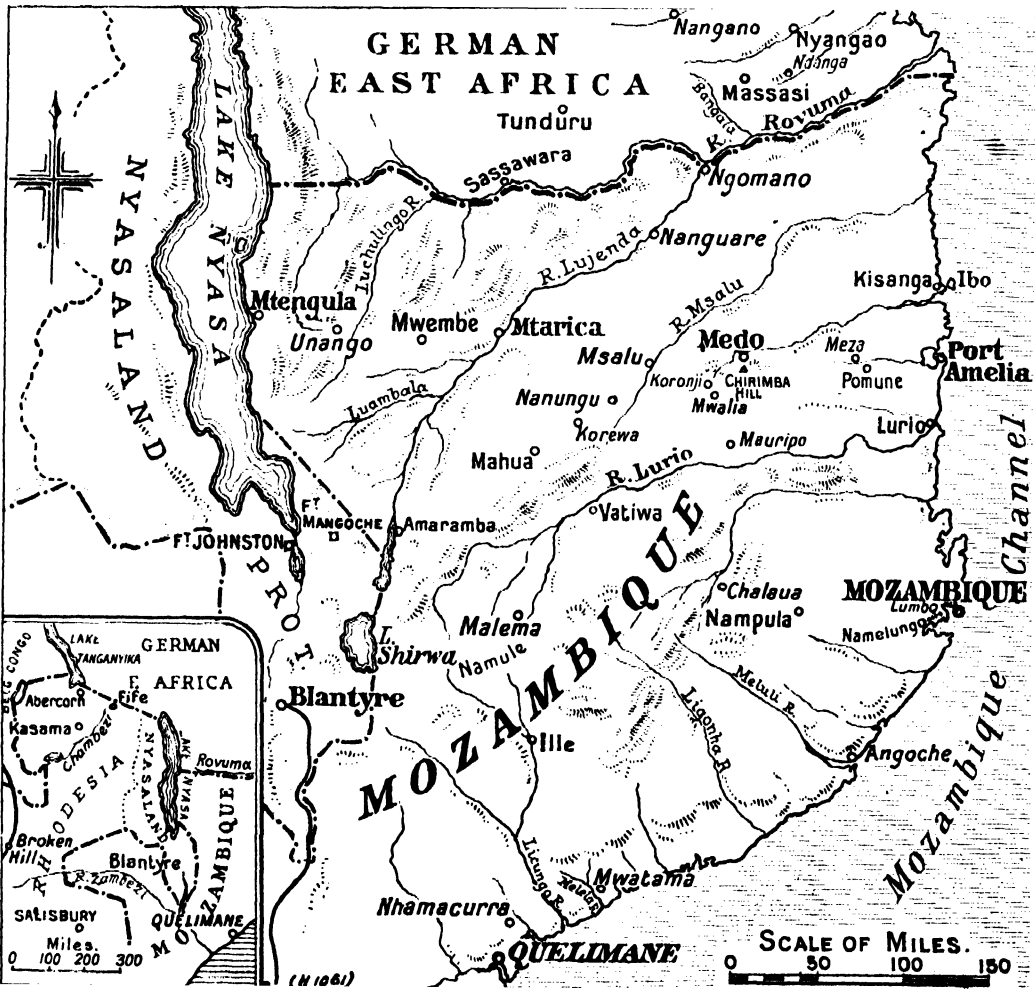 GERMAN
EAST AFRICA
Nangano
Nyangao
Ndanga
Massasi
Bangala
R. Rovuma
Tunduru
Sassawara
Ngomano
LAKE NYASA
NYASALAND
PROT
Luchulingo R.
R. Lujenda
Nanguare
Kisanga
Ibo
Mtengula
Unango
Mwembe
Mtarica
R. Msalu
Msalu
Medo
Meza
Port
Amelia
Koronji
CHIRIMBA
HILL
Pomune
Mwalia
Luambala
Nanungu
Korewa
Mauripo
Lurio
Mahua
R. Lurio
Vatiwa
FT
MANGOCHE
Amaramba
FT JOHNSTON
Channel
Mozambique
MOZAMBIQUE
Chalaua
Nampula
MOZAMBIQUE
Lumbo
Namelungo
Malema
Namule
L.
Shirwa
Blantyre
Ille
Meluli R.
Ligonha R.
Angoche
Licungo R.
Mwatama
Nhamacurra
QUELIMANE
(H 1061)
SCALE OF MILES.
0 50 100 150
BELG CONGO
LAKE
TANGANYIKA
GERMAN
E. AFRICA
Abercorn
Fife
Kasama
Chambezi
RHODESIA
NYASALAND
LAKE NYASA
Rovuma
Broken
Hill
Blantyre
R. Zambezi
MOZAMBIQUE
SALISBURY
QUELIMANE
Miles.
0 100 200 300